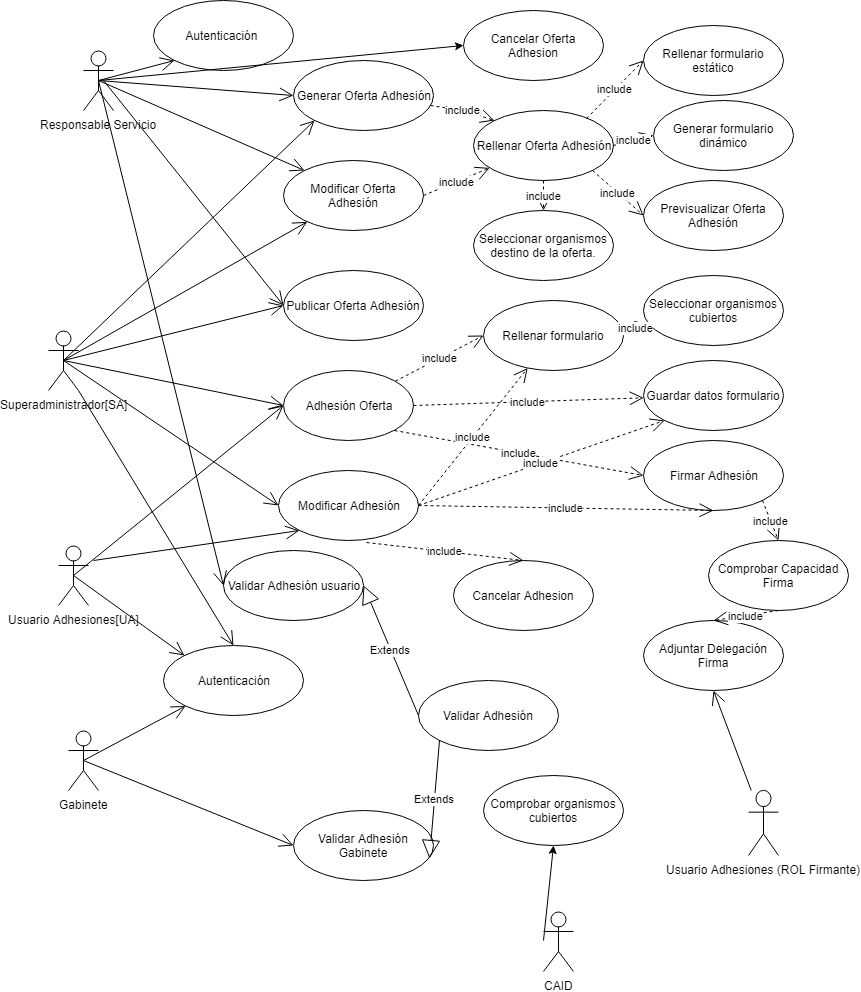 Autenticación
Cancelar Oferta
Adhesion
Rellenar formulario
estático
Responsable Servicio
Generar Oferta Adhesión
include
include
Rellenar Oferta Adhesión
include
Generar formulario
dinámico
Modificar Oferta
Adhesión
include
include
include
Previsualizar Oferta
Adhesión
Seleccionar organismos
destino de la oferta.
Publicar Oferta Adhesión
Seleccionar organismos
cubiertos
Rellenar formulario
include
include
Superadministrador[SA]
Adhesión Oferta
include
Guardar datos formulario
include
include
include
Firmar Adhesión
Modificar Adhesión
include
include
include
Comprobar Capacidad
Firma
Validar Adhesión usuario
Cancelar Adhesion
Usuario Adhesiones[UA]
include
Adjuntar Delegación
Firma
Extends
Autenticación
Validar Adhesión
Gabinete
Extends
Comprobar organismos
cubiertos
Validar Adhesión
Gabinete
Usuario Adhesiones (ROL Firmante)
CAID